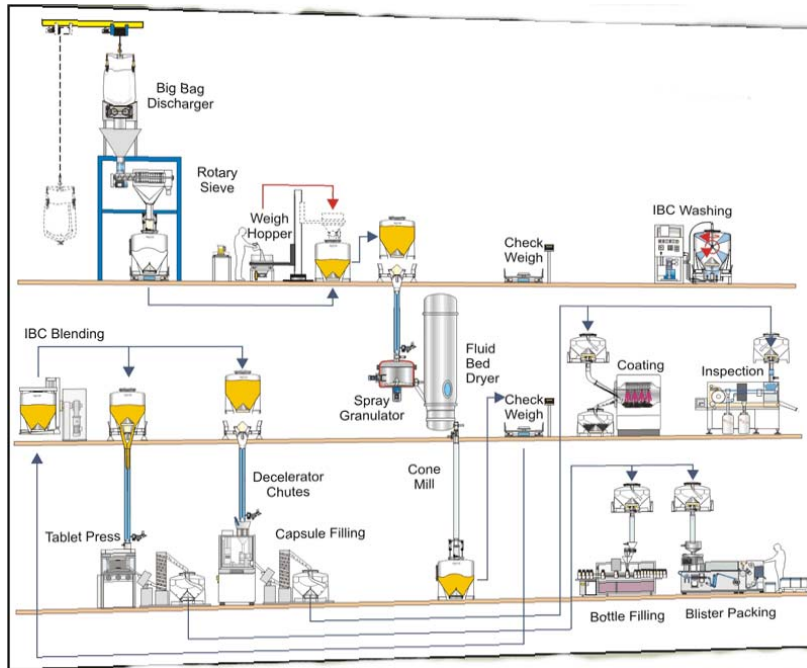 Big Bag
Discharger
Rotary
Sieve
Weigh
Hopper
Check
Weigh
IBC Washing
IBC Blending
Fluid
Bed
Dryer
Spray
Granulator
Check
Weigh
Coating
Inspection
Decelerator
Chutes
Cone
Mill
Tablet Press
Capsule Filling
Bottle Filling
Blister Packing